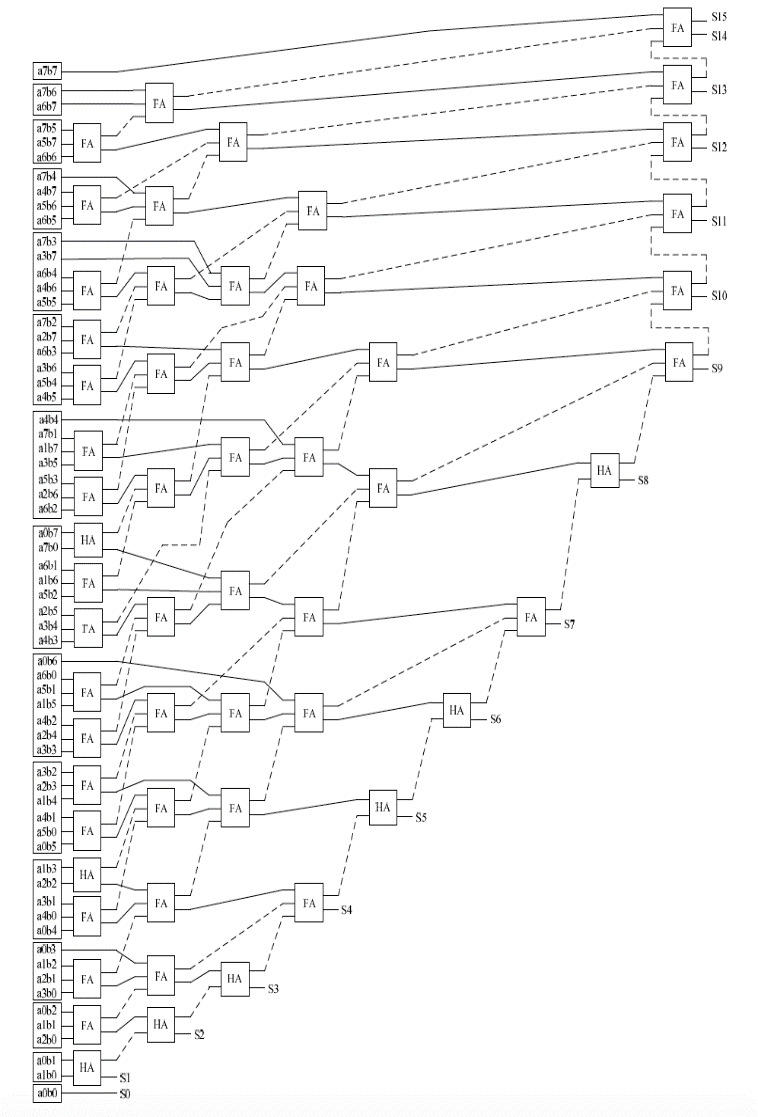 a7b7
a7b6
a6b7
a7b5
a5b7
a6b6
a7b4
a4b7
a5b6
a6b5
a7b3
a3b7
a6b4
a4b6
a5b5
a7b2
a2b7
a6b3
a3b6
a5b4
a4b5
a4b4
a7b1
a1b7
a3b5
a5b3
a2b6
a6b2
a0b7
a7b0
a6b1
a1b6
a5b2
a2b5
a3b4
a4b3
a0b6
a6b0
a5b1
a1b5
a4b2
a2b4
a3b3
a3b2
a2b3
a1b4
a4b1
a5b0
a0b5
a1b3
a2b2
a3b1
a4b0
a0b4
a0b3
a1b2
a2b1
a3b0
a0b2
a1b1
a2b0
a0b1
a1b0
a0b0
FA
FA
FA
FA
FA
FA
FA
HA
FA
FA
FA
FA
FA
FA
HA
FA
FA
FA
HA
FA
FA
FA
FA
FA
FA
FA
FA
FA
FA
HA
FA
FA
FA
FA
FA
FA
FA
HA
FA
FA
FA
FA
FA
FA
FA
FA
HA
HA
FA
HA
FA
FA
FA
FA
FA
FA
S15
S14
S13
S12
S11
S10
S9
S8
S7
S6
S5
S4
S3
S2
S1
S0